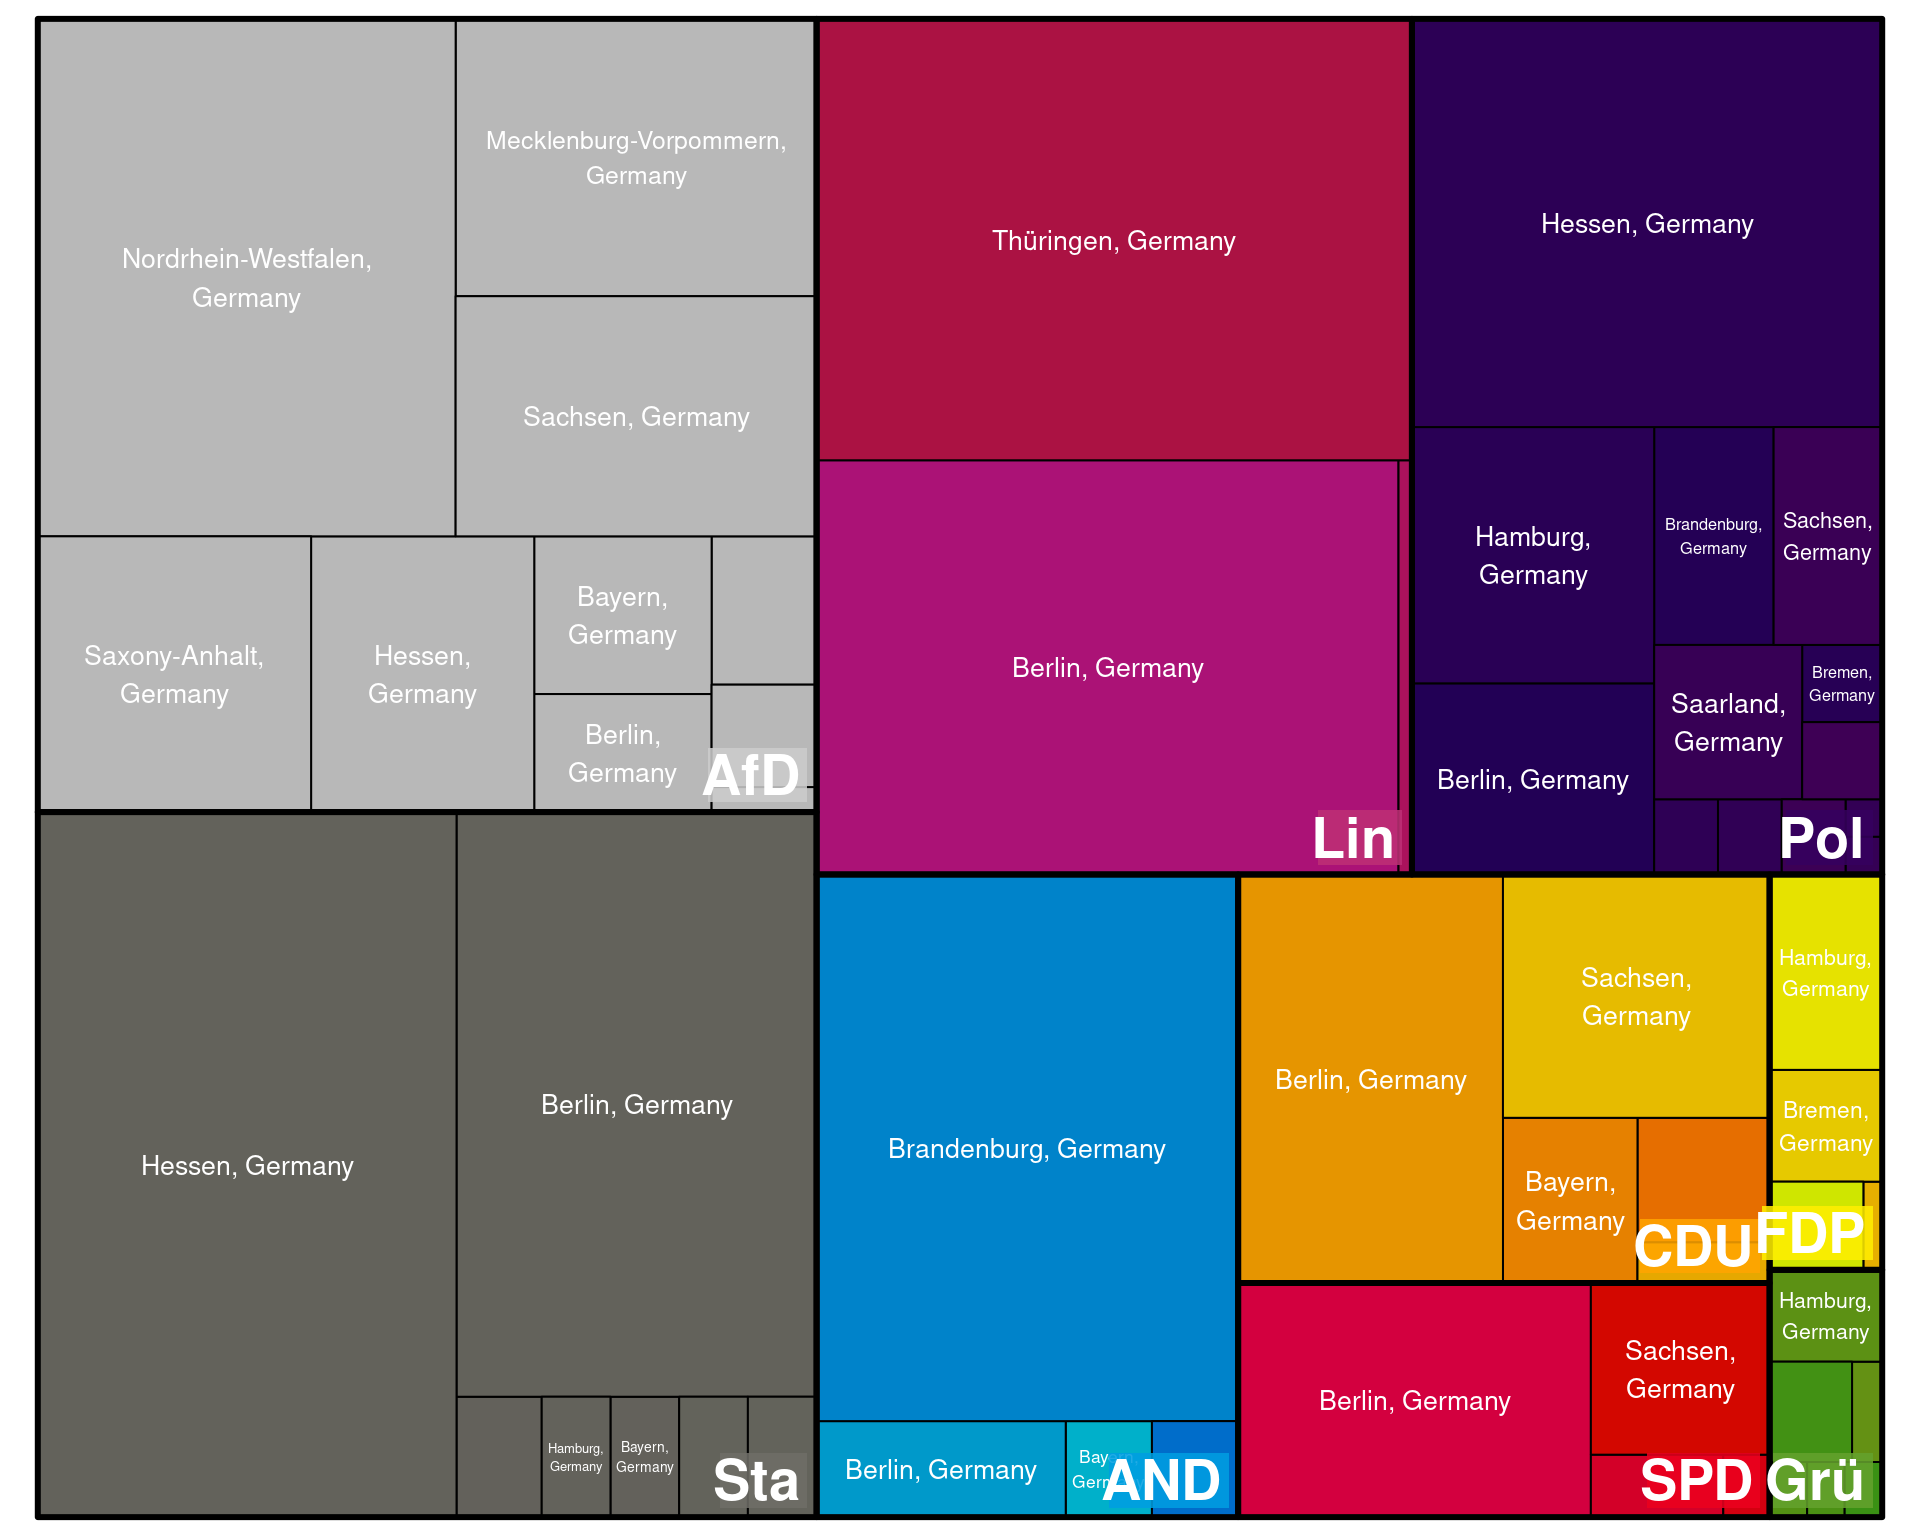 Nordrhein-Westfalen,
Germany
Mecklenburg-Vorpommern,
Germany
Sachsen, Germany
Saxony-Anhalt,
Germany
Hessen,
Germany
Bayern,
Germany
Berlin,
Germany
AfD
Thüringen, Germany
Berlin, Germany
Lin
Hessen, Germany
Hamburg,
Germany
Brandenburg,
Germany
Sachsen,
Germany
Saarland,
Germany
Bremen,
Germany
Berlin, Germany
Pol
Hessen, Germany
Berlin, Germany
Hamburg,
Germany
Bayern,
Germany
Sta
Brandenburg, Germany
Berlin, Germany
AND
Berlin, Germany
Sachsen,
Germany
Bayern,
Germany
CDU
Hamburg,
Germany
Bremen,
Germany
FDP
Berlin, Germany
Sachsen,
Germany
SPD
Hamburg,
Germany
Grü